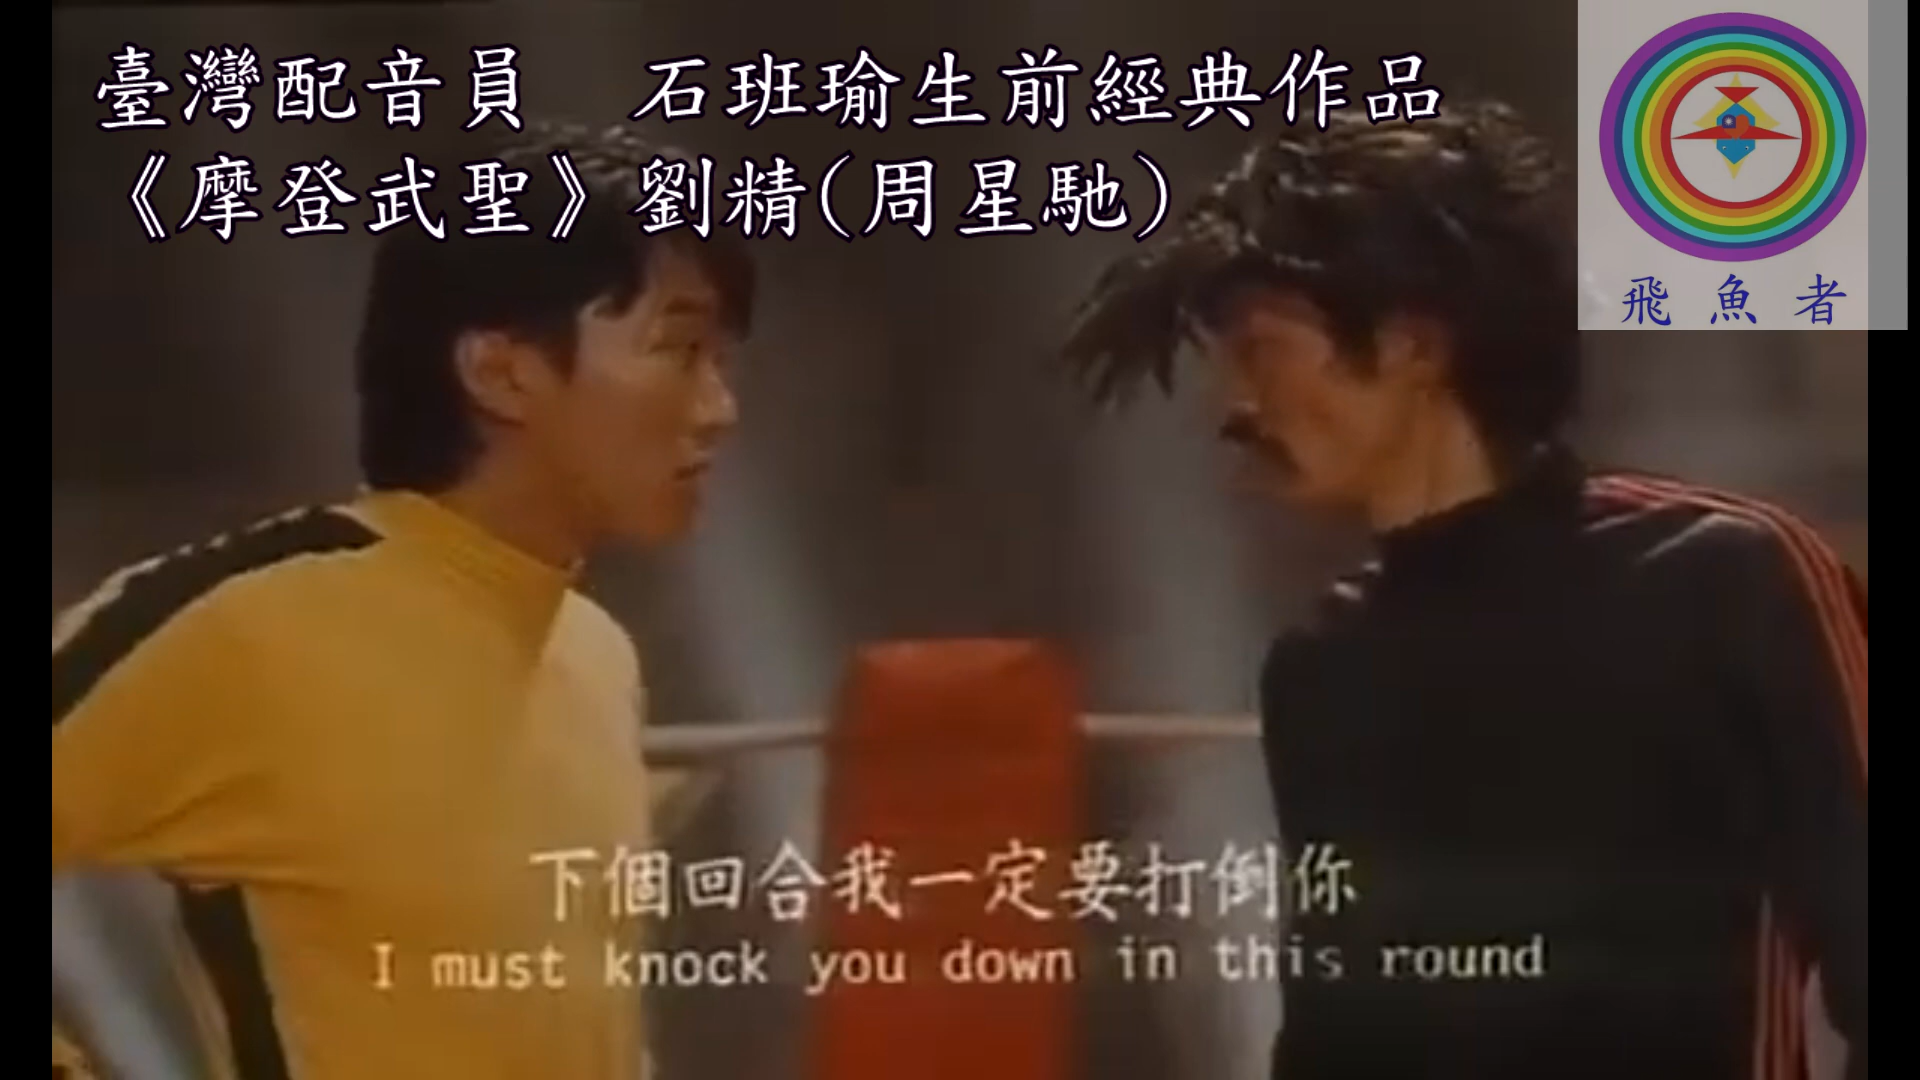 臺灣配音員 石班瑜生前經典作品
《摩登武聖》劉精(周星馳)
飛魚者
下個回合我一定要打倒你
I must knock you down in this round